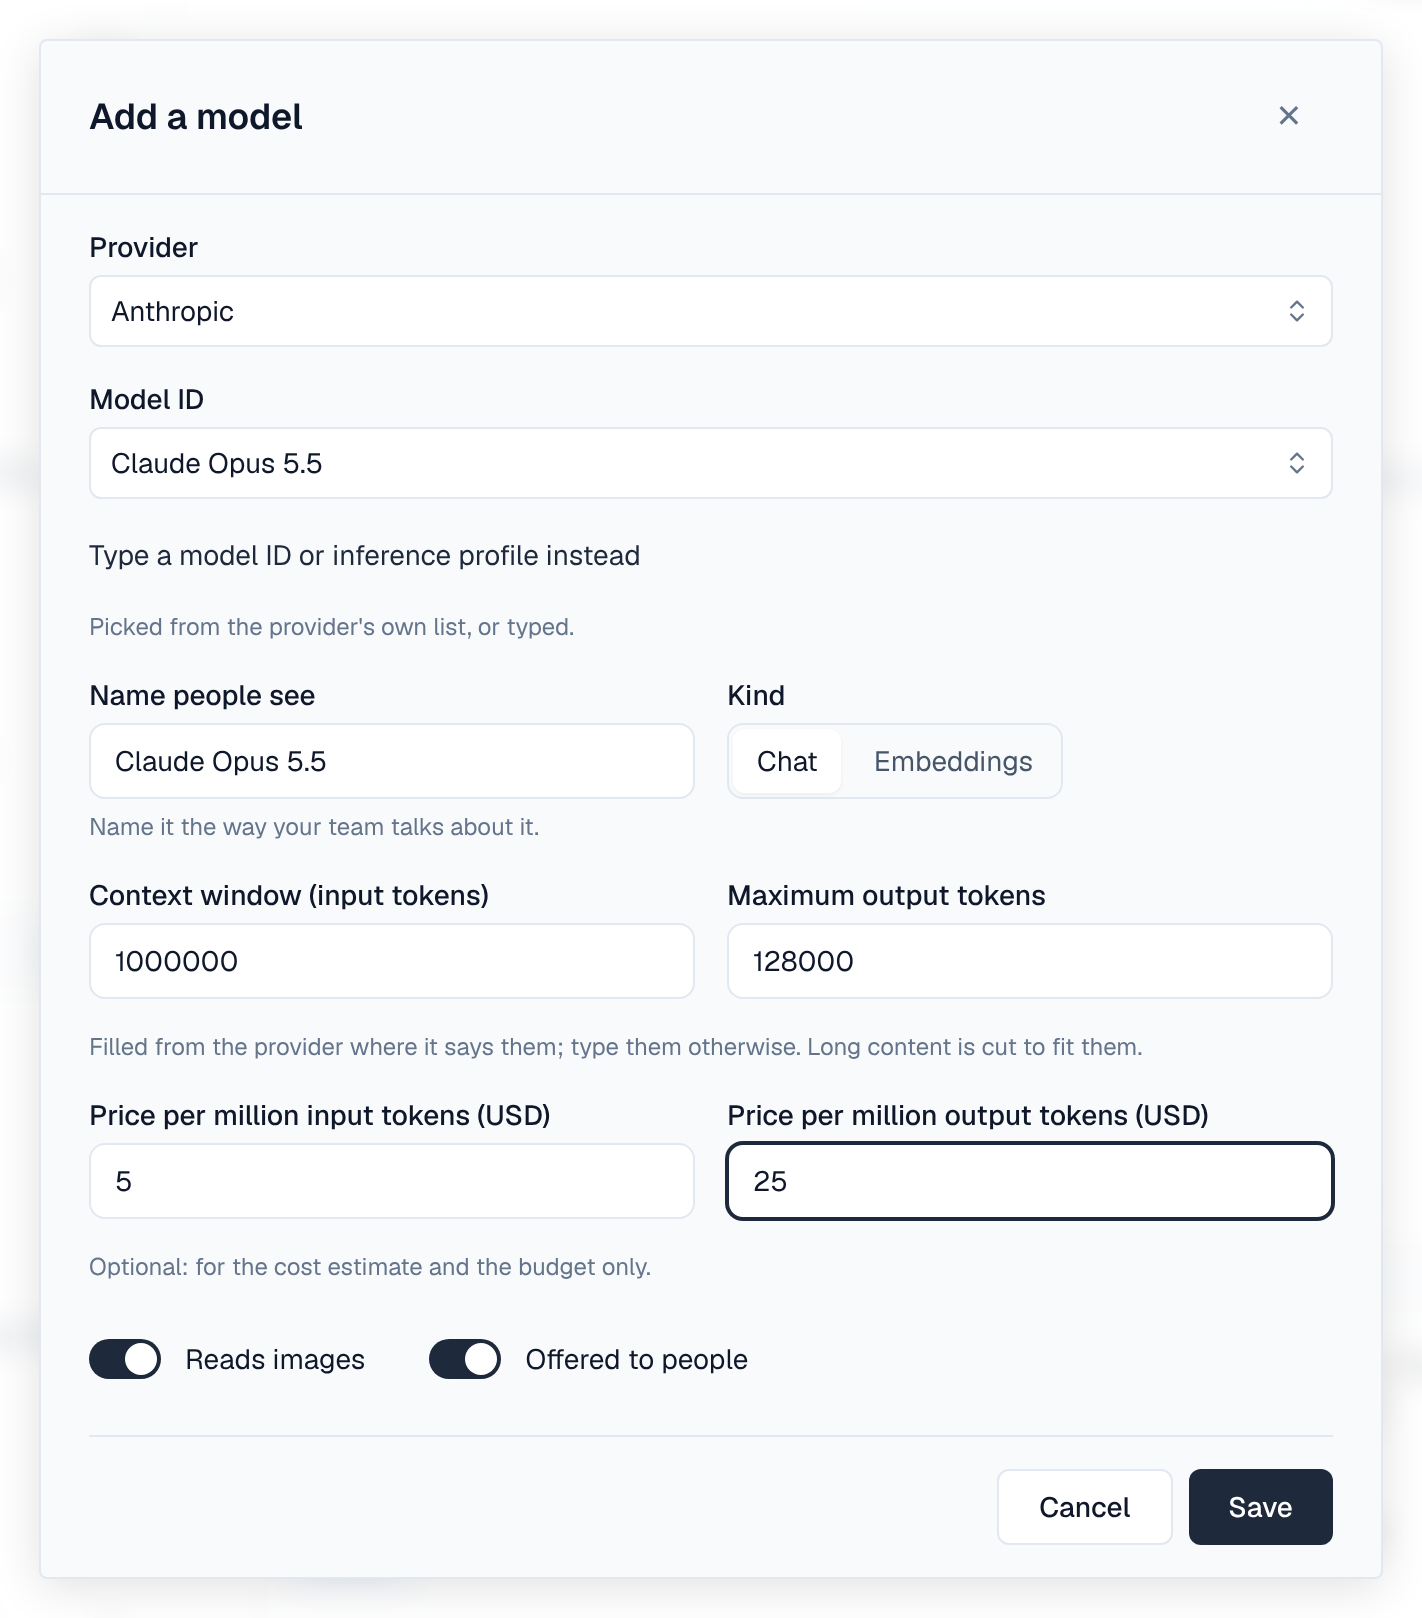 Add a model
Provider
Anthropic
Model ID
Claude Opus 5.5
Type a model ID or inference profile instead
Picked from the provider's own list, or typed.
Name people see
Claude Opus 5.5
Name it the way your team talks about it.
Kind
Chat
Embeddings
Context window (input tokens)
1000000
Maximum output tokens
128000
Filled from the provider where it says them; type them otherwise. Long content is cut to fit them.
Price per million input tokens (USD)
5
Price per million output tokens (USD)
25
Optional: for the cost estimate and the budget only.
Reads images
Offered to people
Cancel
Save